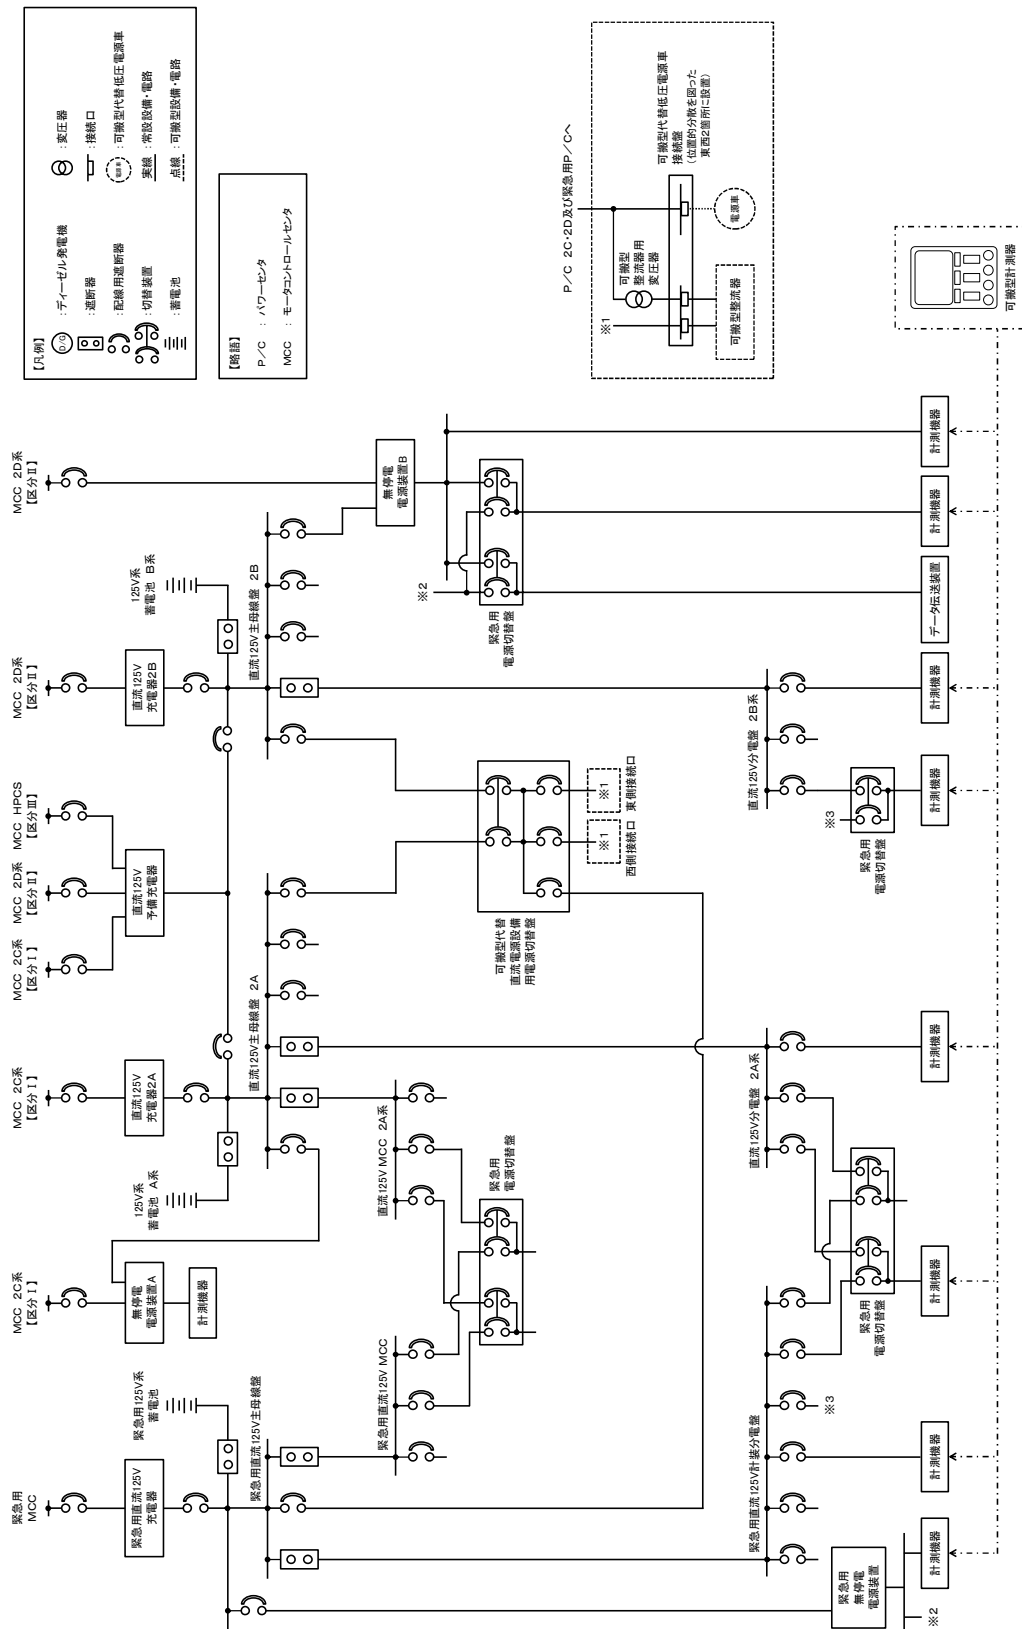 緊急用
MCC
緊急用直流125V
充電器
緊急用125V系
蓄電池
緊急用直流125V主母線盤
緊急用直流125V MCC
緊急用直流125V計装分電盤
緊急用
無停電
電源装置
※2
計測機器
計測機器
※3
MCC 2C系
【区分Ⅰ】
無停電
電源装置A
計測機器
125V系
蓄電池 A系
MCC 2C系
【区分Ⅰ】
直流125V
充電器2A
直流125V主母線盤 2A
直流125V MCC 2A系
緊急用
電源切替盤
直流125V分電盤 2A系
緊急用
電源切替盤
計測機器
計測機器
MCC 2C系
【区分Ⅰ】
MCC 2D系
【区分Ⅱ】
MCC HPCS
【区分Ⅲ】
直流125V
予備充電器
可搬型代替
直流電源設備
用電源切替盤
※1
西側接続口
※1
東側接続口
MCC 2D系
【区分Ⅱ】
直流125V
充電器2B
125V系
蓄電池 B系
直流125V主母線盤 2B
直流125V分電盤 2B系
※3
緊急用
電源切替盤
計測機器
計測機器
MCC 2D系
【区分Ⅱ】
無停電
電源装置B
※2
緊急用
電源切替盤
データ伝送装置
計測機器
計測機器
【凡例】
D/G
：ディーゼル発電機
：遮断器
：配線用遮断器
：切替装置
：蓄電池
：変圧器
：接続口
電源車
：可搬型代替低圧電源車
実線：常設設備・電路
点線：可搬型設備・電路
【略語】
P/C ： パワーセンタ
MCC ： モータコントロールセンタ
P/C 2C・2D及び緊急用P/Cへ
※1
可搬型
整流器用
変圧器
可搬型整流器
可搬型代替低圧電源車
接続盤
（位置的分散を図った
東西2箇所に設置）
電源車
可搬型計測器